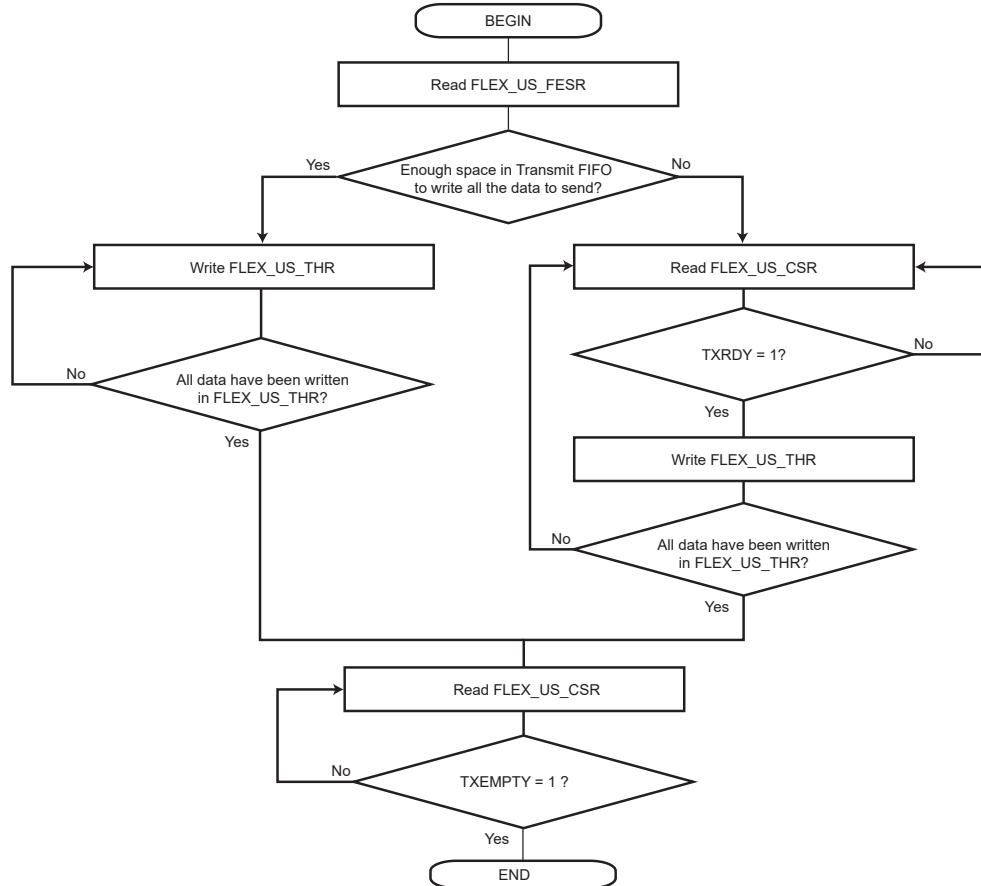 BEGIN
Read FLEX_US_FESR
Yes
Enough space in Transmit FIFO
to write all the data to send?
No
Write FLEX_US_THR
Read FLEX_US_CSR
No
All data have been written
in FLEX_US_THR?
Yes
TXRDY = 1?
No
Yes
Write FLEX_US_THR
No
All data have been written
in FLEX_US_THR?
Yes
Read FLEX_US_CSR
No
TXEMPTY = 1 ?
Yes
END